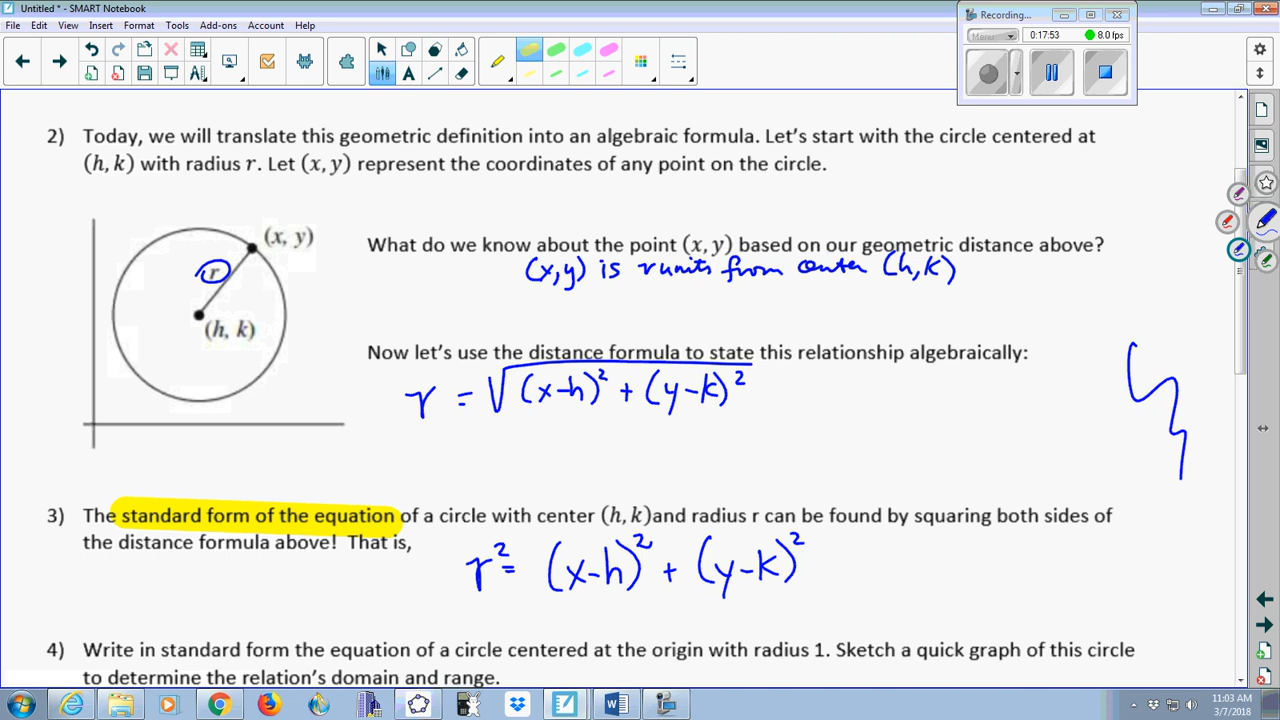 Untitled * - SMART Notebook
File Edit View Insert Format Tools Add-ons Account Help
Recording...
Menu
0:17:53 8.0 fps
2) Today, we will translate this geometric definition into an algebraic formula. Let's start with the circle centered at
(h, k) with radius r. Let (x, y) represent the coordinates of any point on the circle.
(x, y)
r
(h, k)
What do we know about the point (x, y) based on our geometric distance above?
(x,y) is r units from center (h,k)
Now let's use the distance formula to state this relationship algebraically:
r = √(x-h)² + (y-k)²
3) The standard form of the equation of a circle with center (h, k)and radius r can be found by squaring both sides of
the distance formula above! That is,
r² = (x-h)² + (y-k)²
4) Write in standard form the equation of a circle centered at the origin with radius 1. Sketch a quick graph of this circle
to determine the relation's domain and range.
11:03 AM
3/7/2018